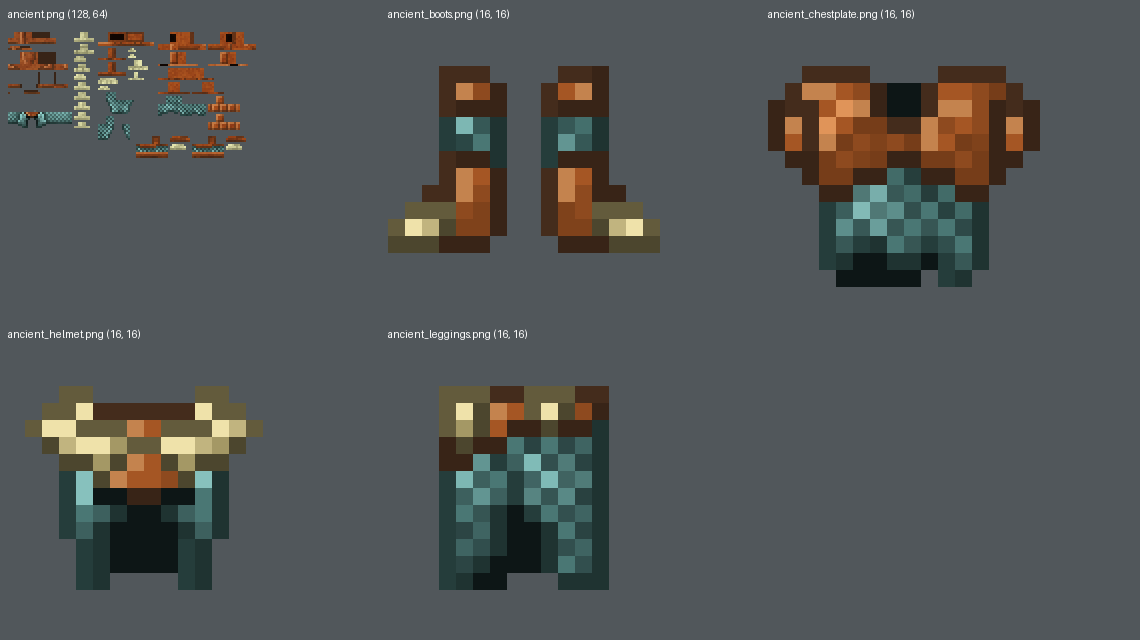 ancient.png (128, 64)
ancient_boots.png (16, 16)
ancient_chestplate.png (16, 16)
ancient_helmet.png (16, 16)
ancient_leggings.png (16, 16)